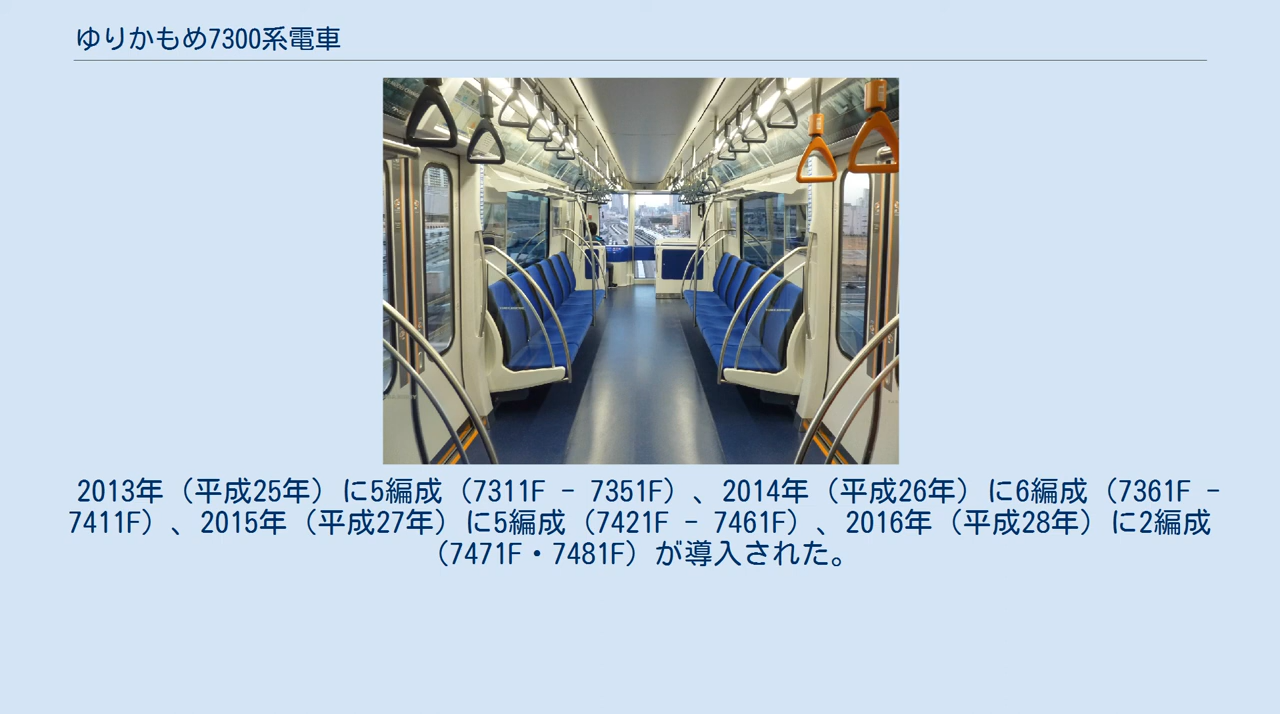 ゆりかもめ7300系電車
2013年（平成25年）に5編成（7311F － 7351F）、2014年（平成26年）に6編成（7361F －
7411F）、2015年（平成27年）に5編成（7421F － 7461F）、2016年（平成28年）に2編成
（7471F・7481F）が導入された。